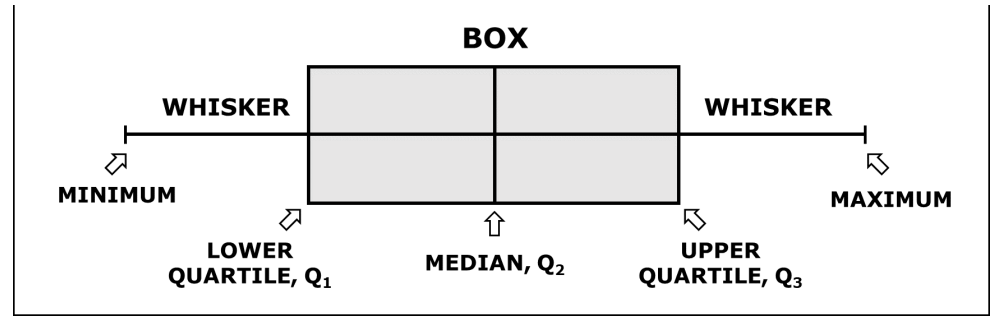 BOX
WHISKER
WHISKER
MINIMUM
MAXIMUM
LOWER
QUARTILE, Q₁
MEDIAN, Q₂
UPPER
QUARTILE, Q₃